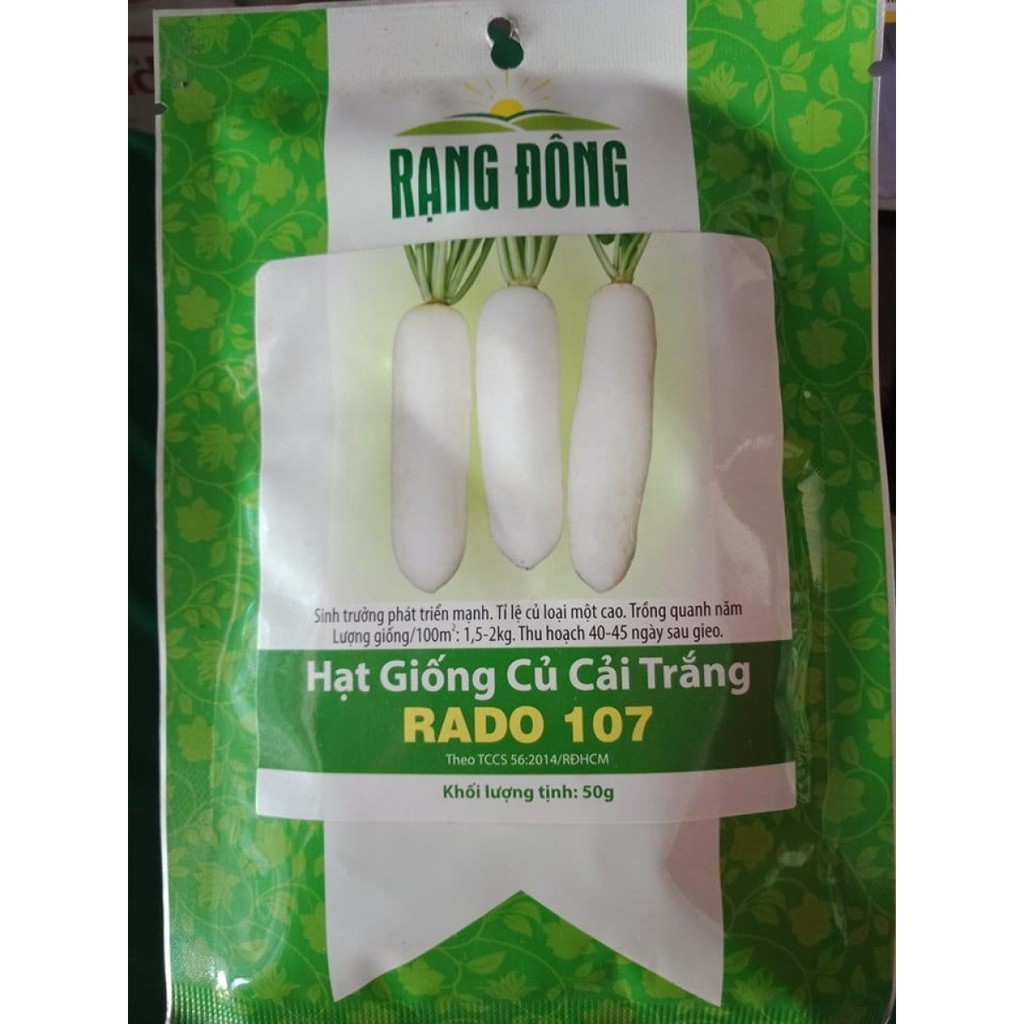 RẠNG ĐÔNG
Sinh trưởng phát triển mạnh. Tỉ lệ củ loại một cao. Trồng quanh năm
Lượng giống/100m²: 1,5-2kg. Thu hoạch 40-45 ngày sau gieo.
Hạt Giống Củ Cải Trắng
RADO 107
Theo TCCS 56:2014/RĐHCM
Khối lượng tịnh: 50g